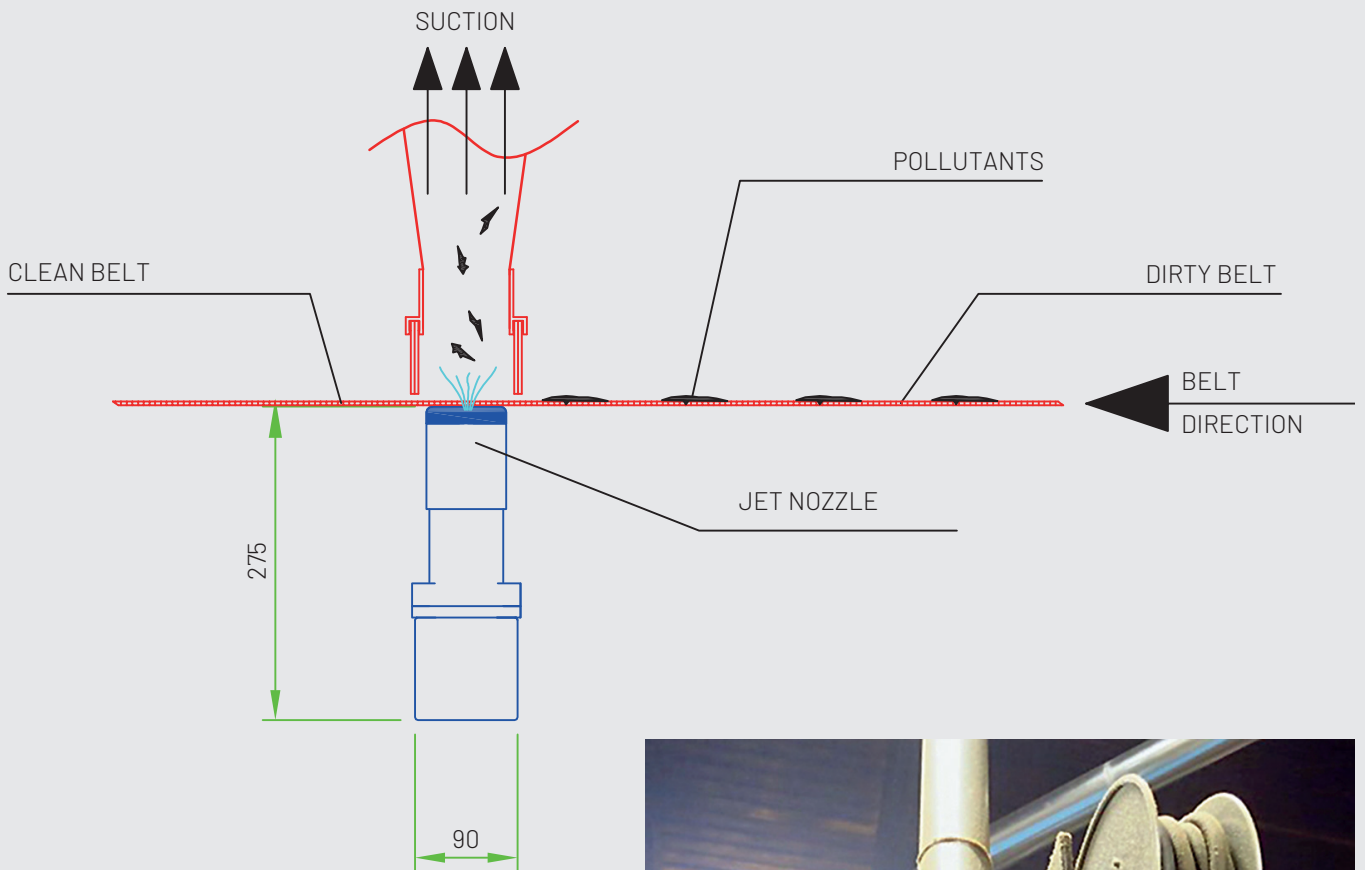 SUCTION
POLLUTANTS
CLEAN BELT
DIRTY BELT
BELT
DIRECTION
JET NOZZLE
275
90